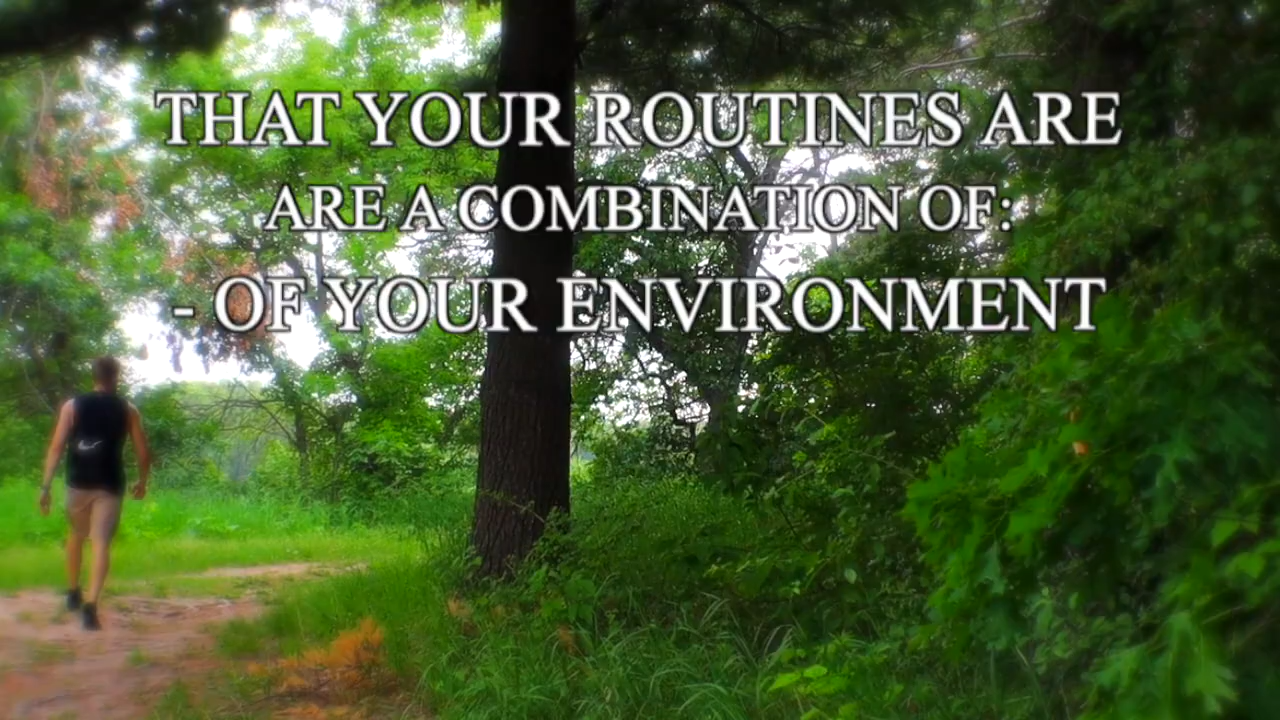 THAT YOUR ROUTINES ARE
ARE A COMBINATION OF:
- OF YOUR ENVIRONMENT